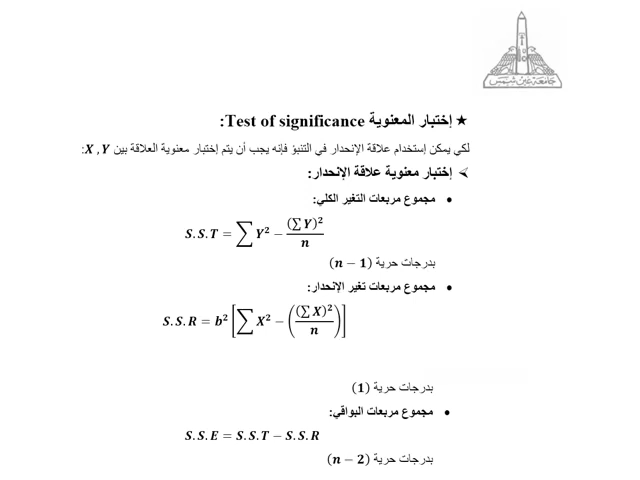 جامعة عين شمس
★ إختبار المعنوية Test of significance:
لكي يمكن إستخدام علاقة الإنحدار في التنبؤ فإنه يجب أن يتم إختبار معنوية العلاقة بين X , Y:
➢ إختبار معنوية علاقة الإنحدار:
• مجموع مربعات التغير الكلي:
S.S.T = ∑ Y² − (∑ Y)² / n
بدرجات حرية (n − 1)
• مجموع مربعات تغير الإنحدار:
S.S.R = b² [∑ X² − ((∑ X)² / n)]
بدرجات حرية (1)
• مجموع مربعات البواقي:
S.S.E = S.S.T − S.S.R
بدرجات حرية (n − 2)